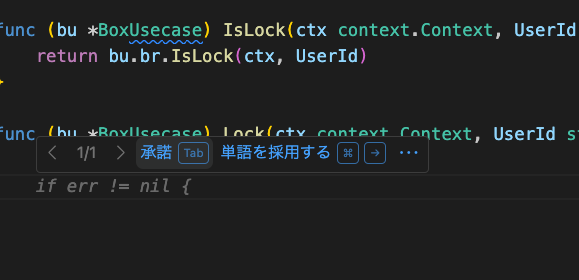 func (bu *BoxUsecase) IsLock(ctx context.Context, UserId
return bu.br.IsLock(ctx, UserId)
}
func (bu *BoxUsecase) Lock(ctx context.Context, UserId st
1/1 承諾 Tab 単語を採用する ⌘ → ···
if err != nil {